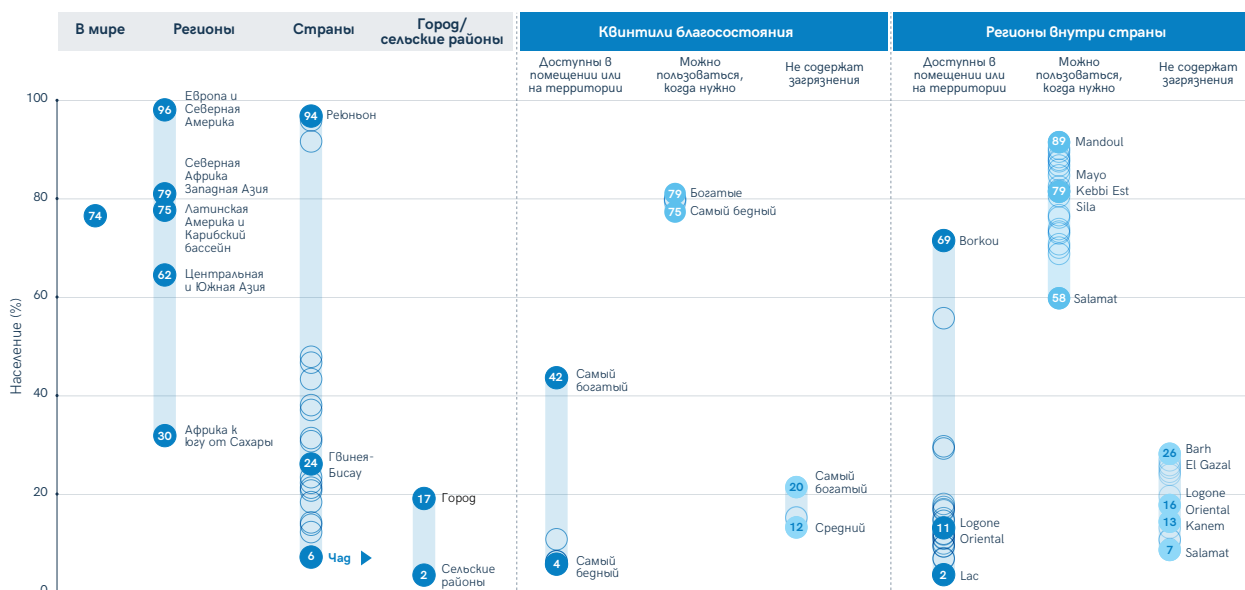 В мире
Регионы
Страны
Город/
сельские районы
Квинтили благосостояния
Регионы внутри страны
Доступны в
помещении или
на территории
Можно
пользоваться,
когда нужно
Не содержат
загрязнения
Доступны в
помещении или
на территории
Можно
пользоваться,
когда нужно
Не содержат
загрязнения
Население (%)
100
80
60
40
20
0
74
96
Европа и
Северная
Америка
79
Северная
Африка
Западная Азия
75
Латинская
Америка и
Карибский
бассейн
62
Центральная
и Южная Азия
30
Африка к
югу от Сахары
94
Реюньон
24
Гвинея-
Бисау
6
Чад
17
Город
2
Сельские
районы
42
Самый
богатый
4
Самый
бедный
79
Богатые
75
Самый бедный
20
Самый
богатый
12
Средний
69
Borkou
11
Logone
Oriental
2
Lac
89
Mandoul
79
Mayo
Kebbi Est
Sila
58
Salamat
26
Barh
El Gazal
16
Logone
Oriental
13
Kanem
7
Salamat